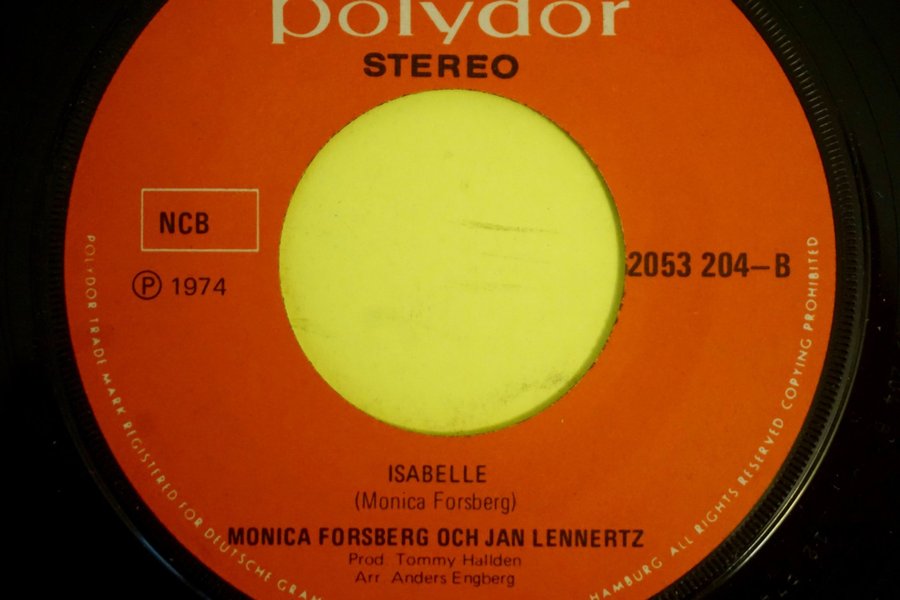 polydor
STEREO
NCB
℗ 1974
2053 204-B
ISABELLE
(Monica Forsberg)
MONICA FORSBERG OCH JAN LENNERTZ
Prod. Tommy Hallden
Arr. Anders Engberg
POLYDOR TRADE MARK REGISTERED FOR DEUTSCHE GRAM
HAMBURG ALL RIGHTS RESERVED COPYING PROHIBITED